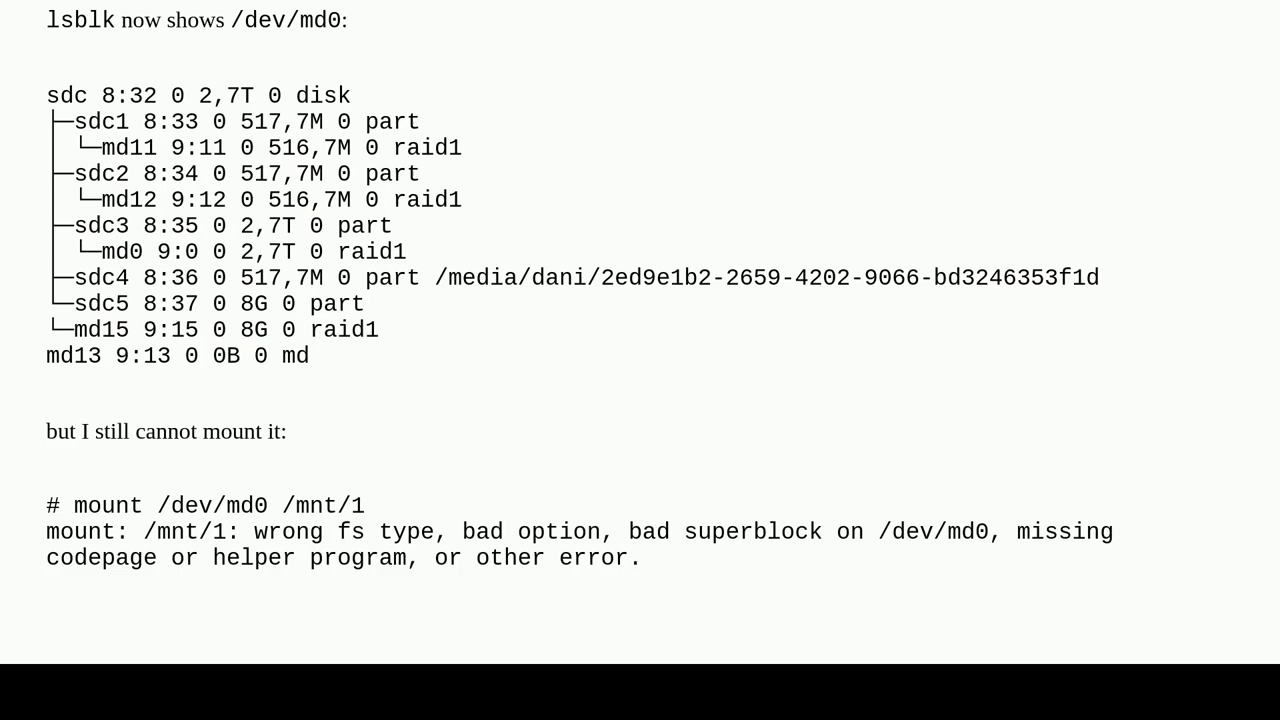 lsblk now shows /dev/md0:
sdc 8:32 0 2,7T 0 disk
├─sdc1 8:33 0 517,7M 0 part
│ └─md11 9:11 0 516,7M 0 raid1
├─sdc2 8:34 0 517,7M 0 part
│ └─md12 9:12 0 516,7M 0 raid1
├─sdc3 8:35 0 2,7T 0 part
│ └─md0 9:0 0 2,7T 0 raid1
├─sdc4 8:36 0 517,7M 0 part /media/dani/2ed9e1b2-2659-4202-9066-bd3246353f1d
└─sdc5 8:37 0 8G 0 part
└─md15 9:15 0 8G 0 raid1
md13 9:13 0 0B 0 md
but I still cannot mount it:
# mount /dev/md0 /mnt/1
mount: /mnt/1: wrong fs type, bad option, bad superblock on /dev/md0, missing
codepage or helper program, or other error.